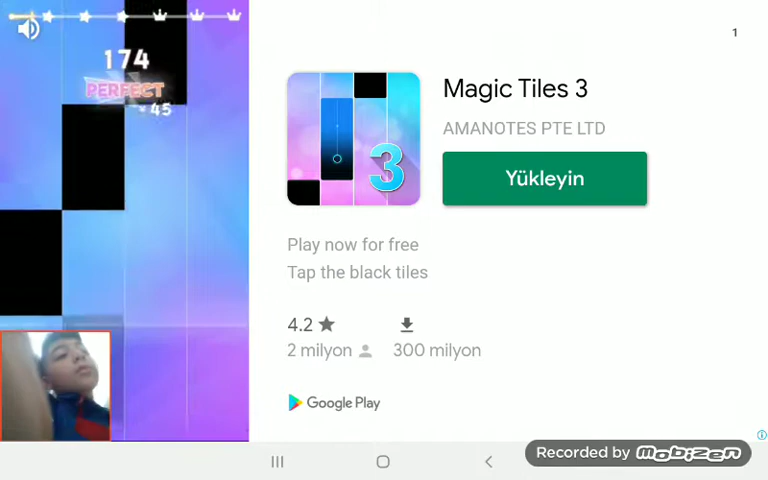 174
PERFECT
× 45
1
3
Magic Tiles 3
AMANOTES PTE LTD
Yükleyin
Play now for free
Tap the black tiles
4.2
2 milyon
300 milyon
Google Play
Recorded by mobizen